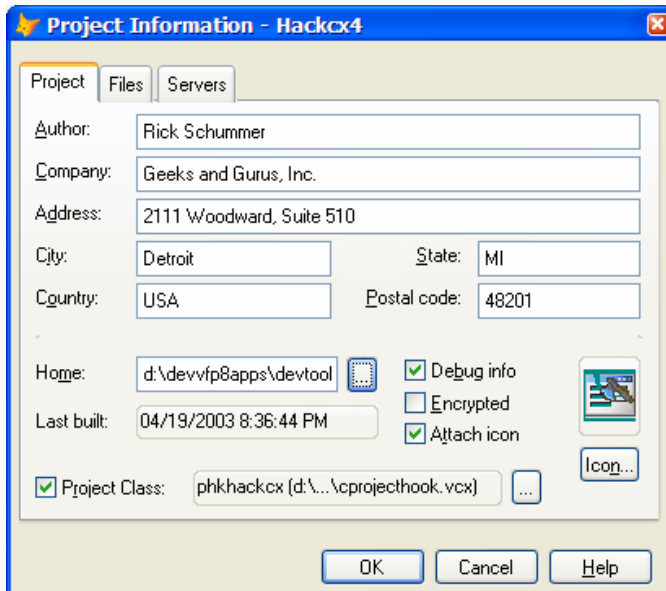 Project Information - Hackcx4
Project Files Servers
Author: Rick Schummer
Company: Geeks and Gurus, Inc.
Address: 2111 Woodward, Suite 510
City: Detroit State: MI
Country: USA Postal code: 48201
Home: d:\devvfp8apps\devtool ... Debug info
Encrypted
Last built: 04/19/2003 8:36:44 PM
Attach icon
Icon...
Project Class: phkhackcx (d:\...\cprojecthook.vcx) ...
OK Cancel Help